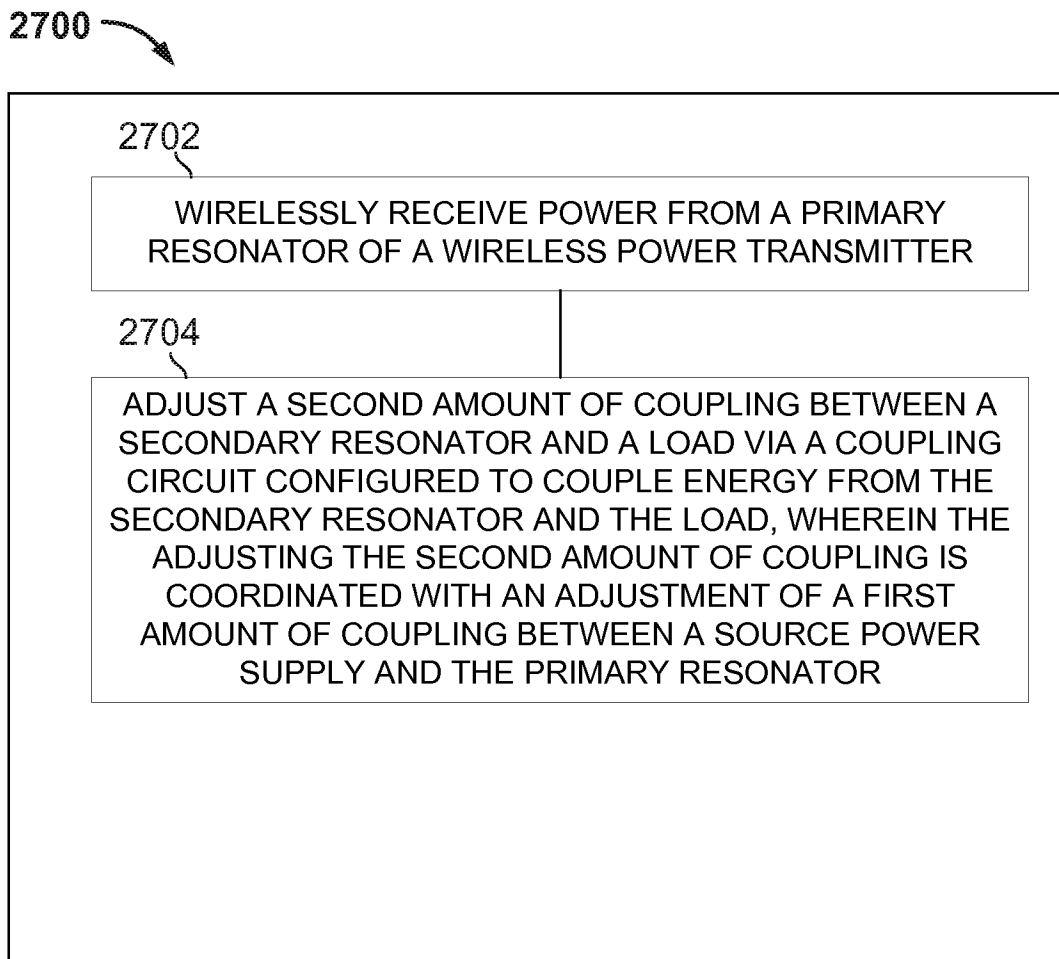 2700
2702
WIRELESSLY RECEIVE POWER FROM A PRIMARY
RESONATOR OF A WIRELESS POWER TRANSMITTER
2704
ADJUST A SECOND AMOUNT OF COUPLING BETWEEN A
SECONDARY RESONATOR AND A LOAD VIA A COUPLING
CIRCUIT CONFIGURED TO COUPLE ENERGY FROM THE
SECONDARY RESONATOR AND THE LOAD, WHEREIN THE
ADJUSTING THE SECOND AMOUNT OF COUPLING IS
COORDINATED WITH AN ADJUSTMENT OF A FIRST
AMOUNT OF COUPLING BETWEEN A SOURCE POWER
SUPPLY AND THE PRIMARY RESONATOR